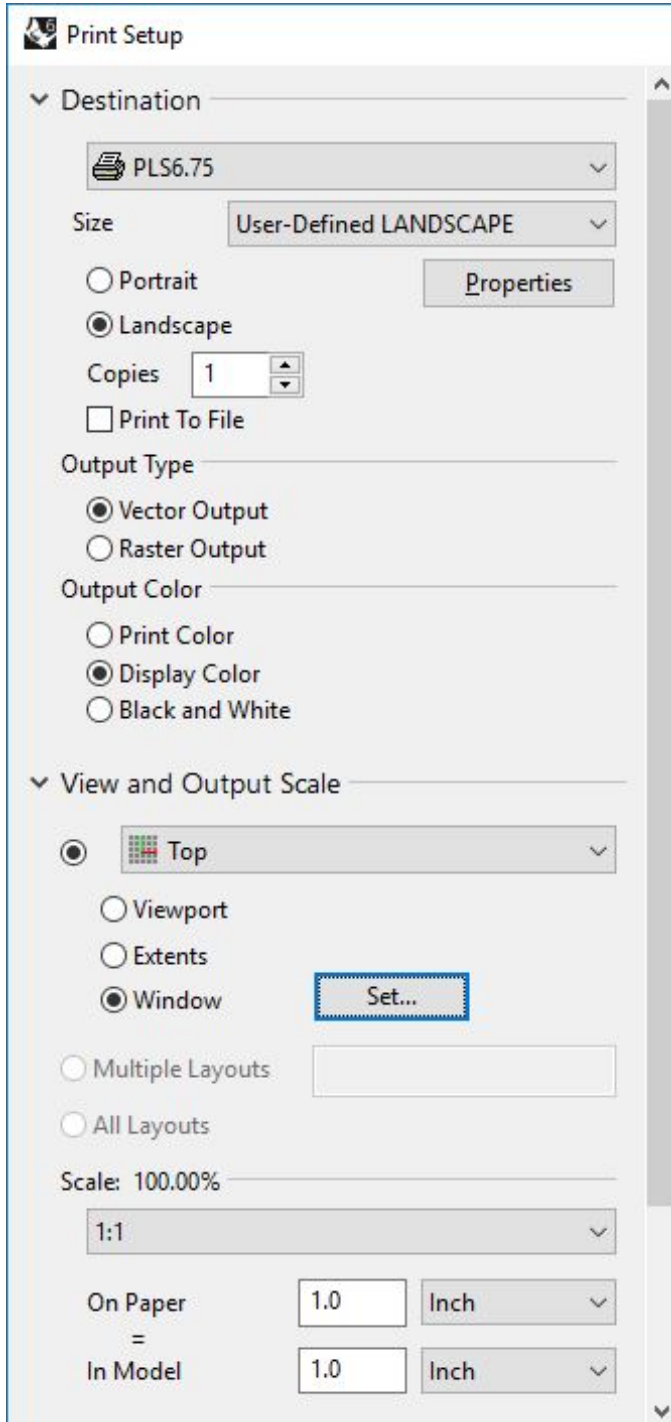 6
Print Setup
Destination
PLS6.75
Size User-Defined LANDSCAPE
Portrait Properties
Landscape
Copies 1
Print To File
Output Type
Vector Output
Raster Output
Output Color
Print Color
Display Color
Black and White
View and Output Scale
Top
Viewport
Extents
Window Set...
Multiple Layouts
All Layouts
Scale: 100.00%
1:1
On Paper 1.0 Inch
=
In Model 1.0 Inch